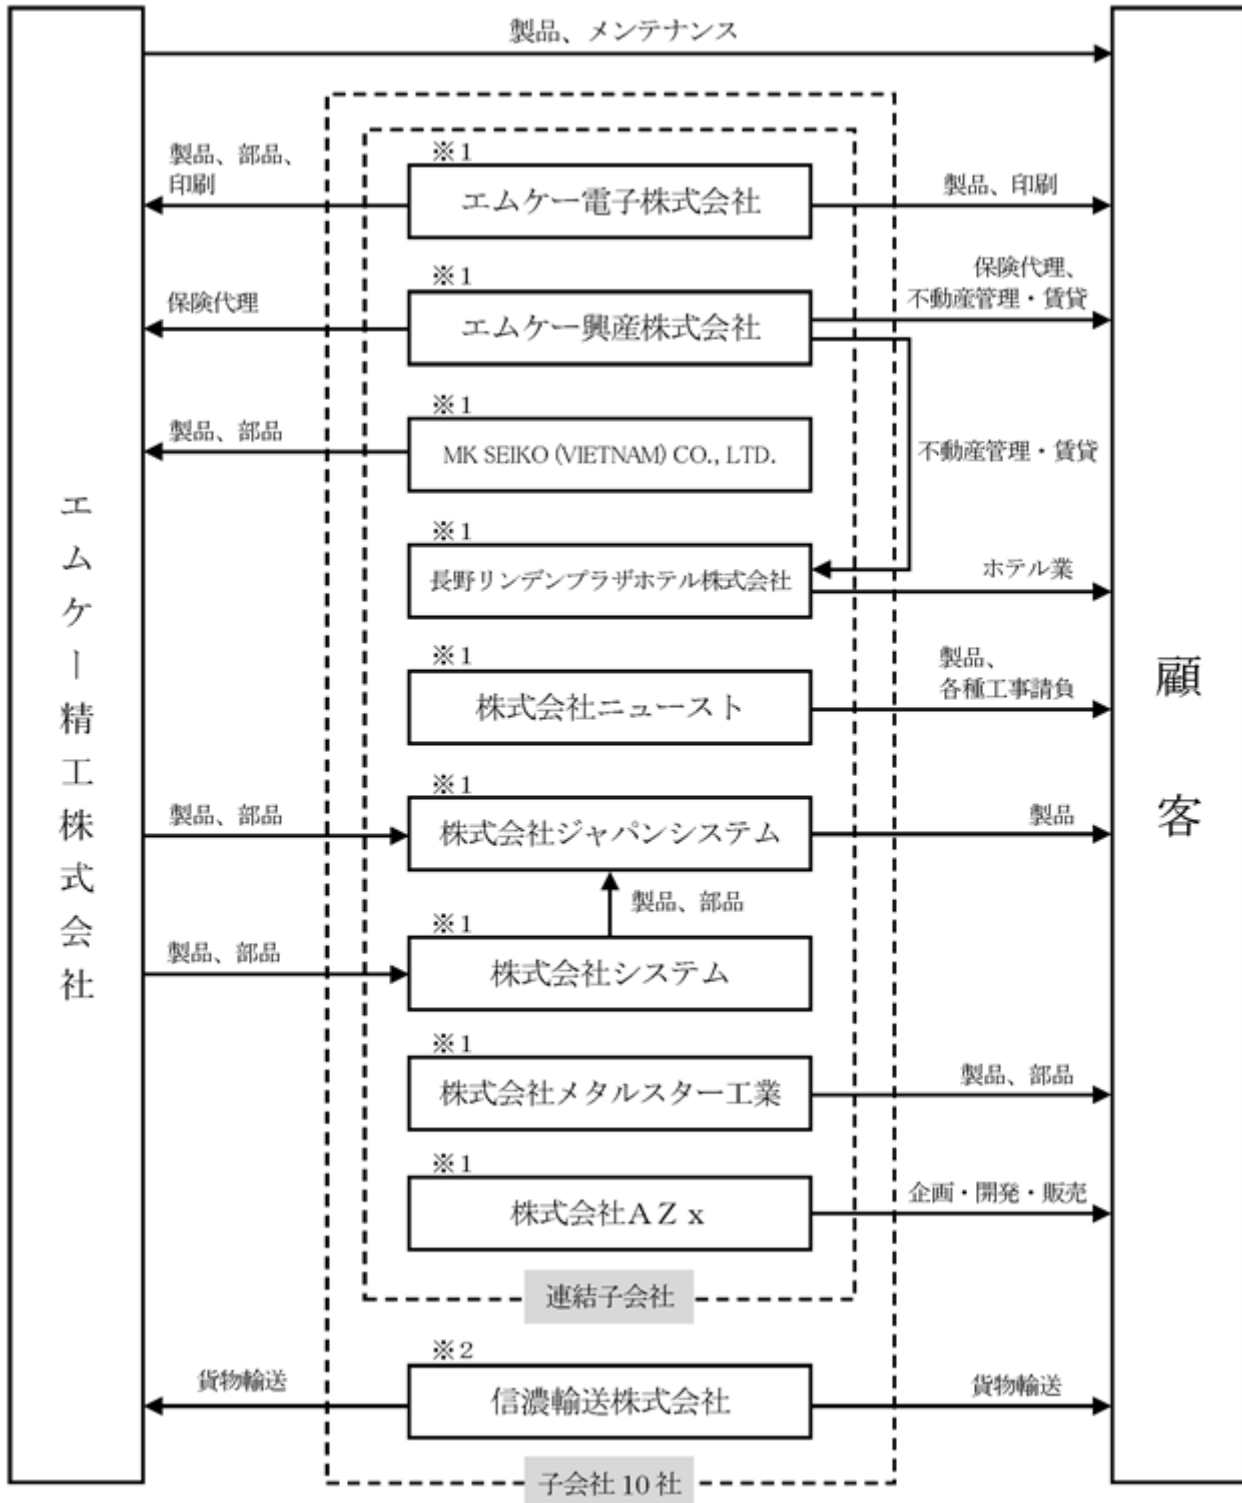 製品、メンテナンス
エムケー精工株式会社
顧客
※1
製品、部品、
印刷
エムケー電子株式会社
製品、印刷
※1
保険代理
エムケー興産株式会社
保険代理、
不動産管理・賃貸
※1
製品、部品
MK SEIKO (VIETNAM) CO., LTD.
不動産管理・賃貸
※1
長野リンデンプラザホテル株式会社
ホテル業
※1
株式会社ニュースト
製品、
各種工事請負
※1
製品、部品
株式会社ジャパンシステム
製品
製品、部品
※1
製品、部品
株式会社システム
※1
株式会社メタルスター工業
製品、部品
※1
株式会社AZx
企画・開発・販売
連結子会社
※2
貨物輸送
信濃輸送株式会社
貨物輸送
子会社10社